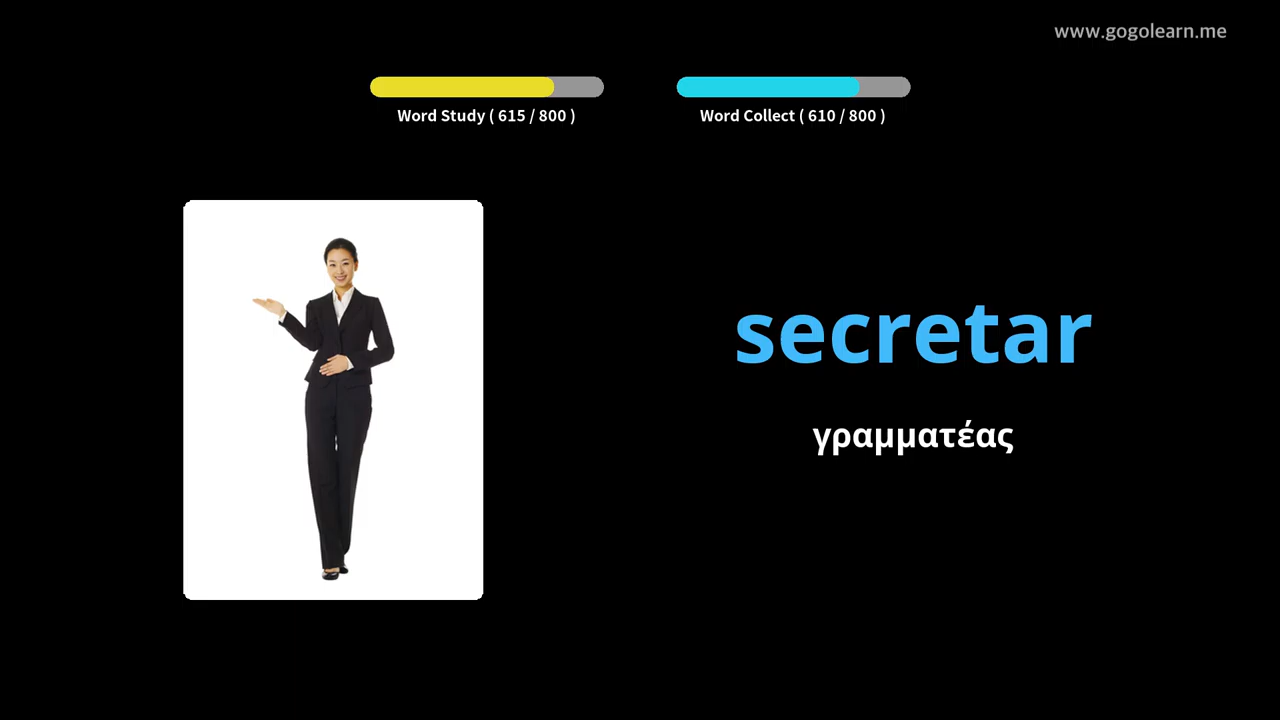 www.gogolearn.me
Word Study ( 615 / 800 )
Word Collect ( 610 / 800 )
secretar
γραμματέας